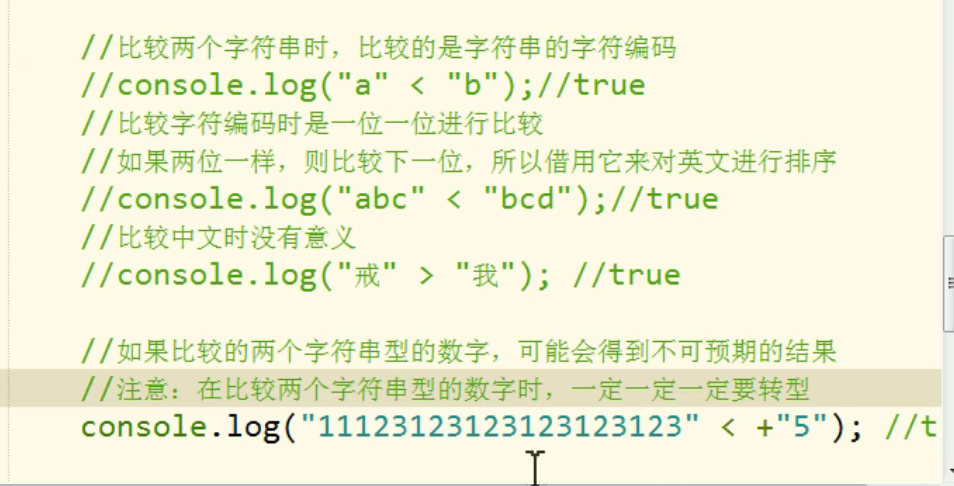 //比较两个字符串时，比较的是字符串的字符编码
//console.log("a" < "b");//true
//比较字符编码时是一位一位进行比较
//如果两位一样，则比较下一位，所以借用它来对英文进行排序
//console.log("abc" < "bcd");//true
//比较中文时没有意义
//console.log("戒" > "我"); //true
//如果比较的两个字符串型的数字，可能会得到不可预期的结果
//注意：在比较两个字符串型的数字时，一定一定一定要转型
console.log("11123123123123123123" < +"5"); //t